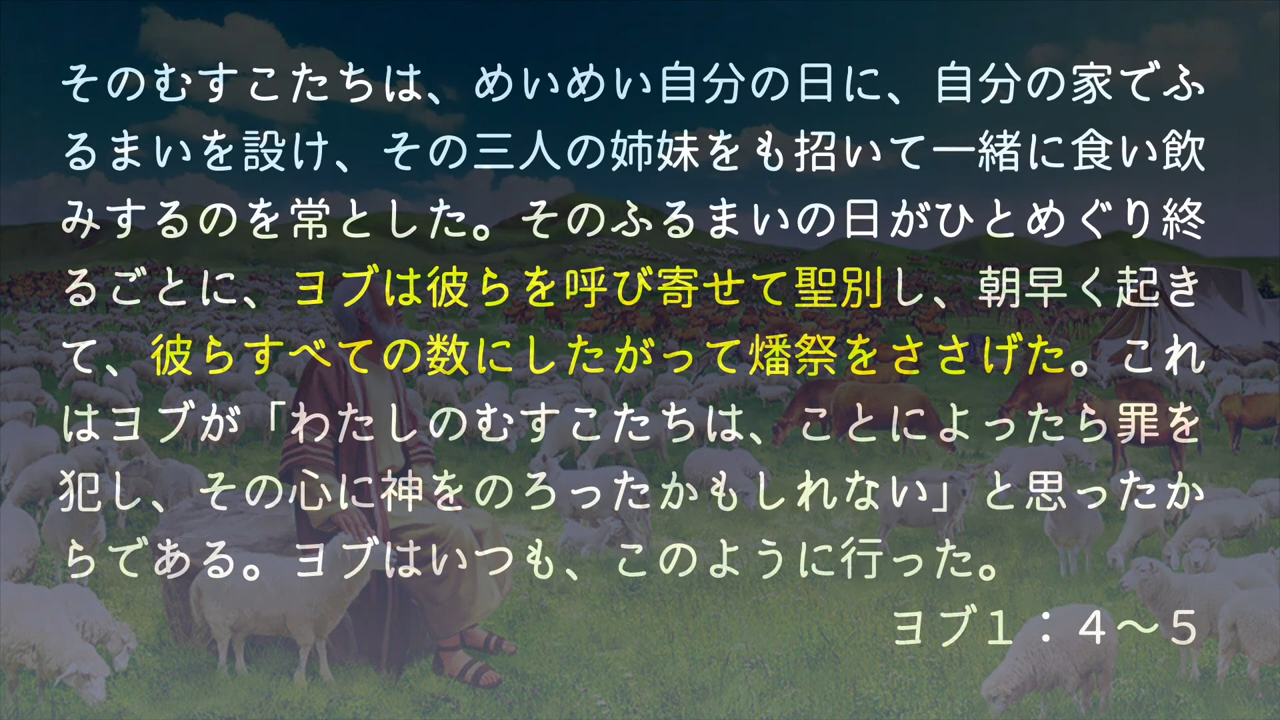 そのむすこたちは、めいめい自分の日に、自分の家でふ
るまいを設け、その三人の姉妹をも招いて一緒に食い飲
みするのを常とした。そのふるまいの日がひとめぐり終
るごとに、ヨブは彼らを呼び寄せて聖別し、朝早く起き
て、彼らすべての数にしたがって燔祭をささげた。これ
はヨブが「わたしのむすこたちは、ことによったら罪を
犯し、その心に神をのろったかもしれない」と思ったか
らである。ヨブはいつも、このように行った。
ヨブ１：４～５